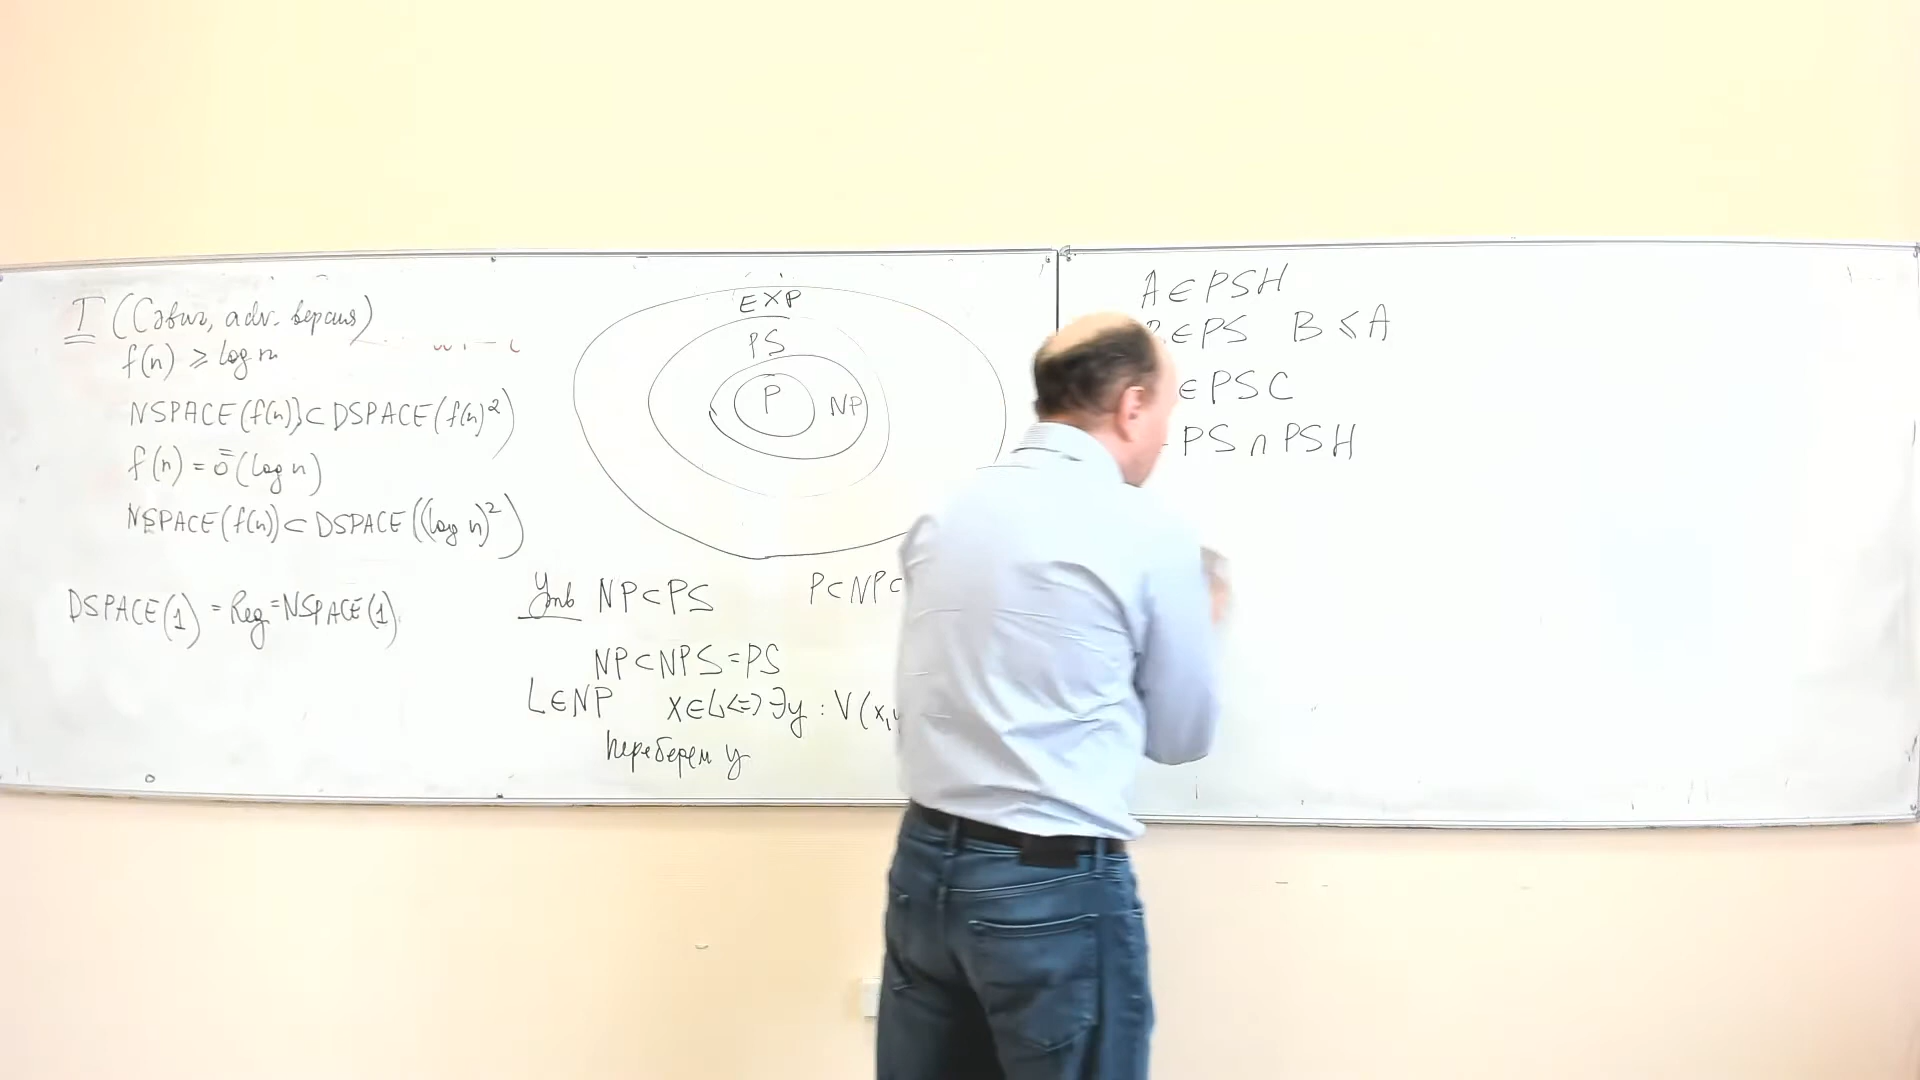 T (Сэвич, adv. версия)
f(n) ⩾ log n
NSPACE(f(n)) ⊂ DSPACE(f(n)²)
f(n) = ō(log n)
NSPACE(f(n)) ⊂ DSPACE((log n)²)
DSPACE(1) = Reg = NSPACE(1)
EXP
PS
P NP
Утв NP⊂PS P⊂NP⊂
NP⊂NPS=PS
L∈NP x∈L⇔∃y : V(x,y
переберем y
A∈PSH
∈PS B⩽A
∈PSC
PS∩PSH